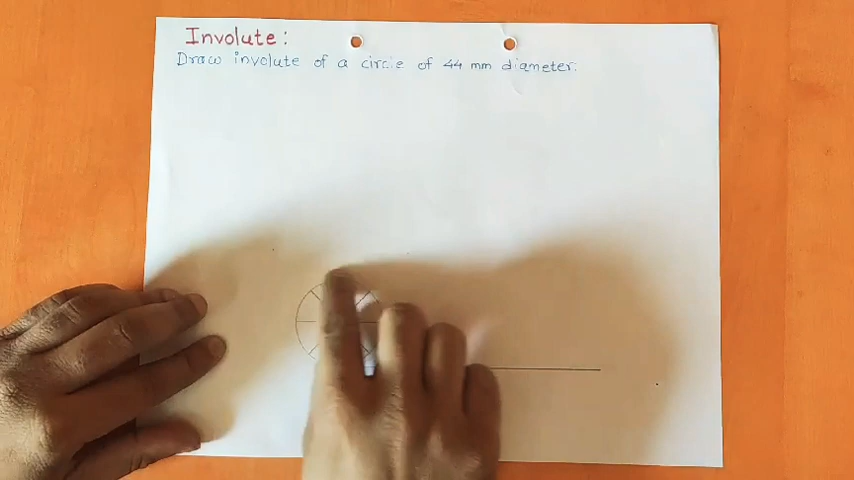 Involute:
Draw involute of a circle of 44 mm diameter.